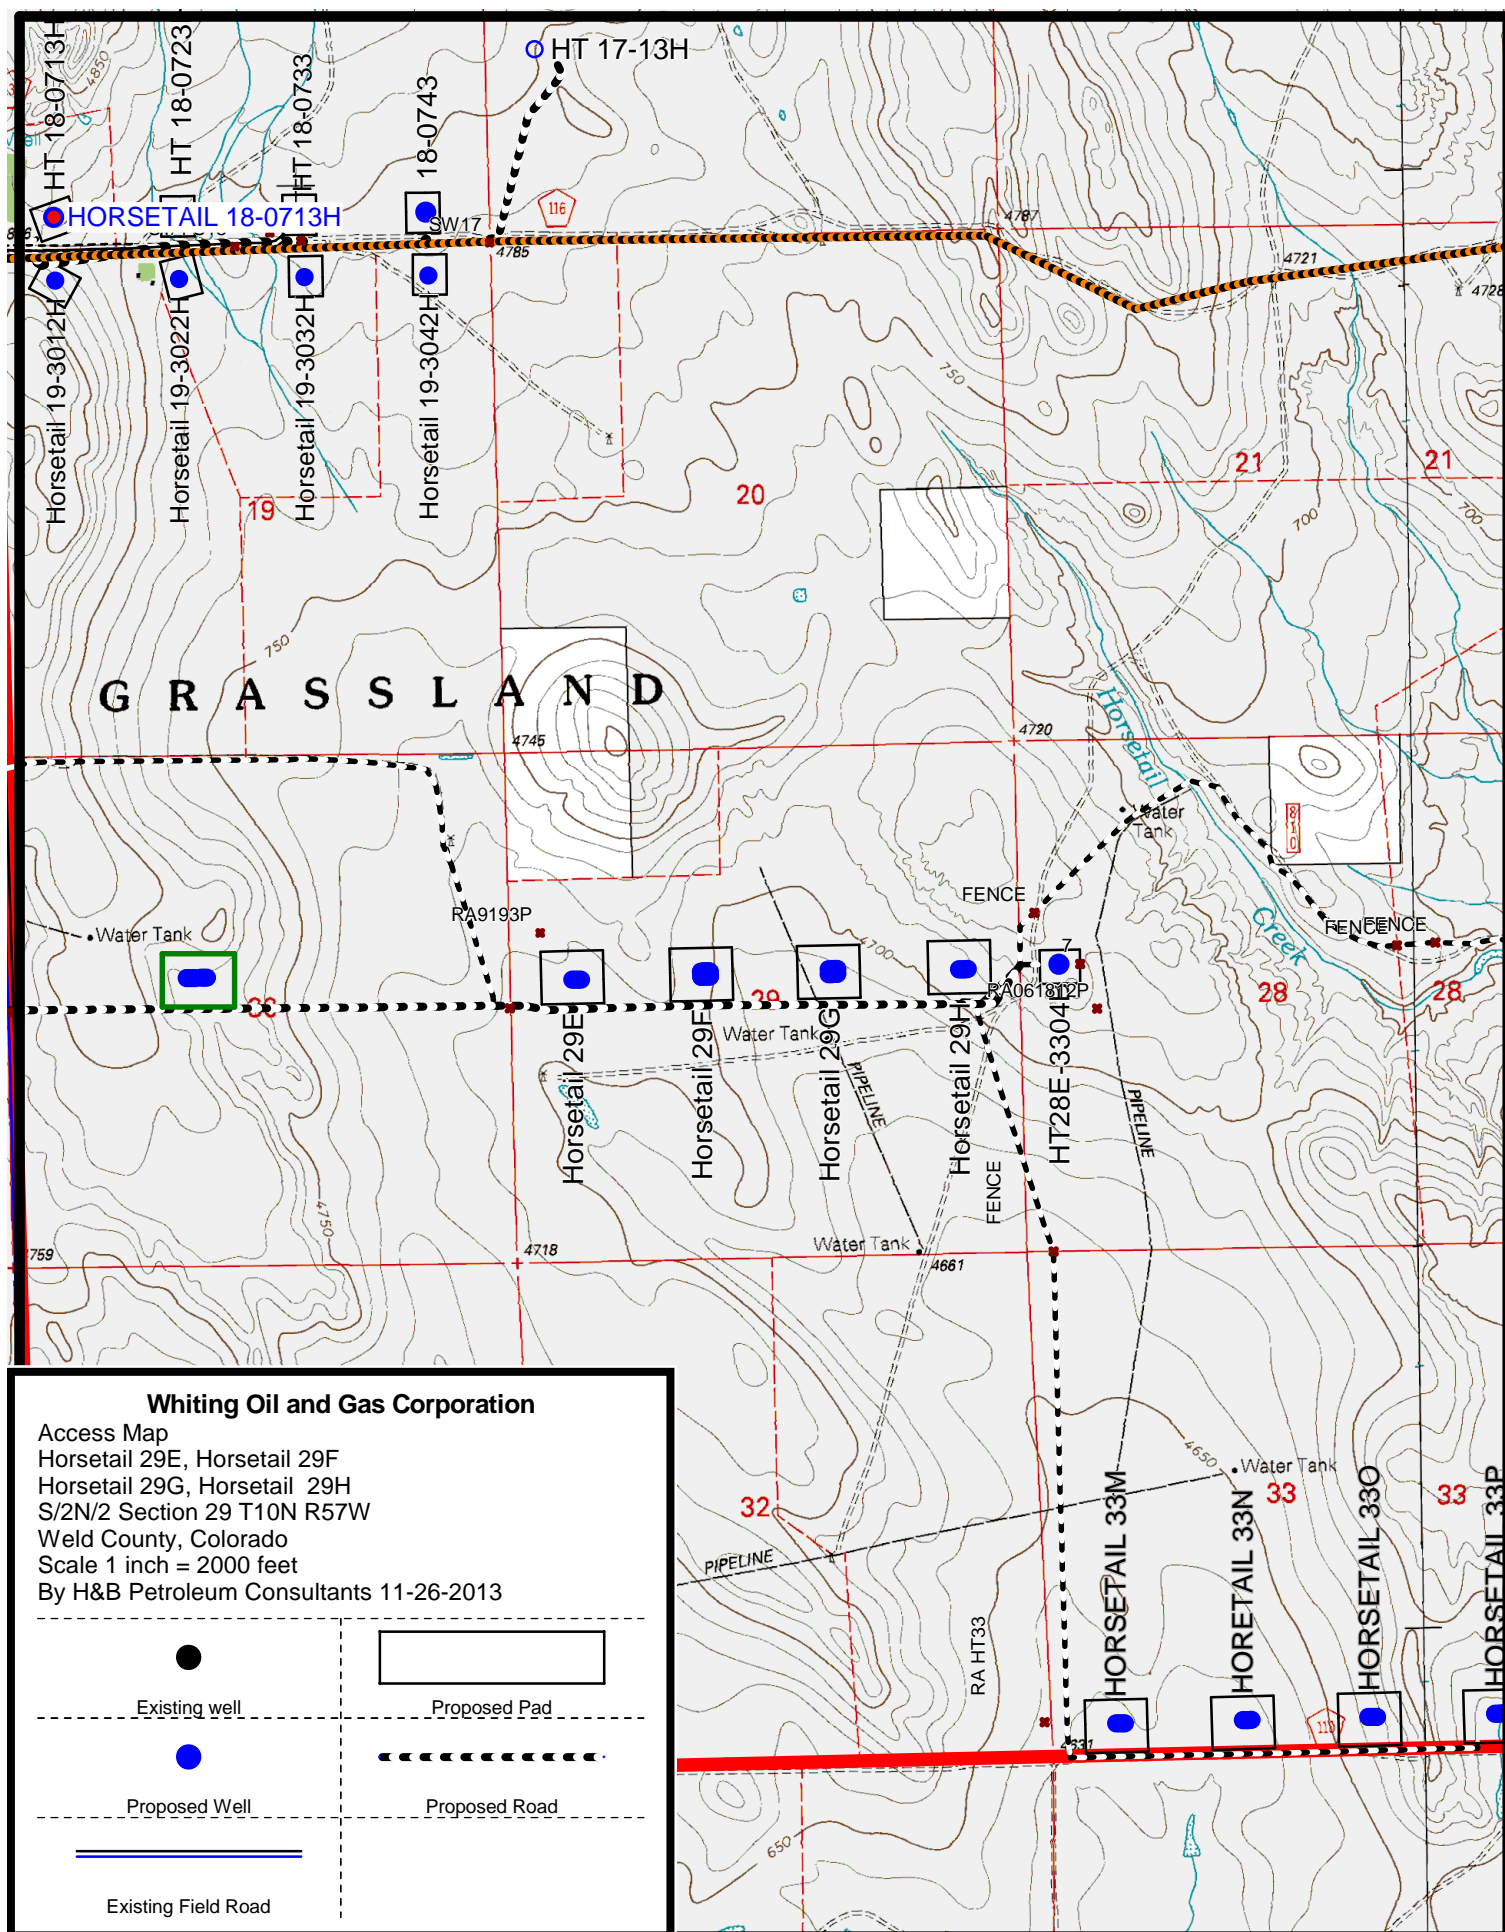 HT 17-13H
HT 18-0713H
HT 18-0723
HT 18-0733
18-0743
4850
HORSETAIL 18-0713H
SW17
116
4785
4787
4721
4728
Horsetail 19-3012H
Horsetail 19-3022H
Horsetail 19-3032H
Horsetail 19-3042H
750
19
20
21
21
700
700
750
GRASSLAND
4745
4720
Horsetail
Creek
Water
Tank
810
FENCE
RA9193P
Water Tank
4700
7
FENCE
FENCE
RA061812P
29
28
28
Water Tank
Horsetail 29E
Horsetail 29F
Horsetail 29G
Horsetail 29H
HT28E-3304
PIPELINE
PIPELINE
FENCE
4750
4718
Water Tank
4661
Whiting Oil and Gas Corporation
Access Map
Horsetail 29E, Horsetail 29F
Horsetail 29G, Horsetail 29H
S/2N/2 Section 29 T10N R57W
Weld County, Colorado
Scale 1 inch = 2000 feet
By H&B Petroleum Consultants 11-26-2013
Existing well
Proposed Pad
Proposed Well
Proposed Road
Existing Field Road
4650
Water Tank
32
33
33
PIPELINE
RA HT33
HORSETAIL 33M
HORETAIL 33N
HORSETAIL 33O
HORSETAIL 33P
110
4631
650